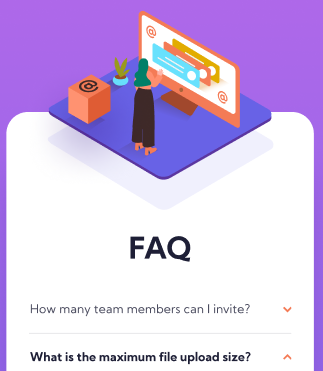 @
@
@
FAQ
How many team members can I invite?
What is the maximum file upload size?